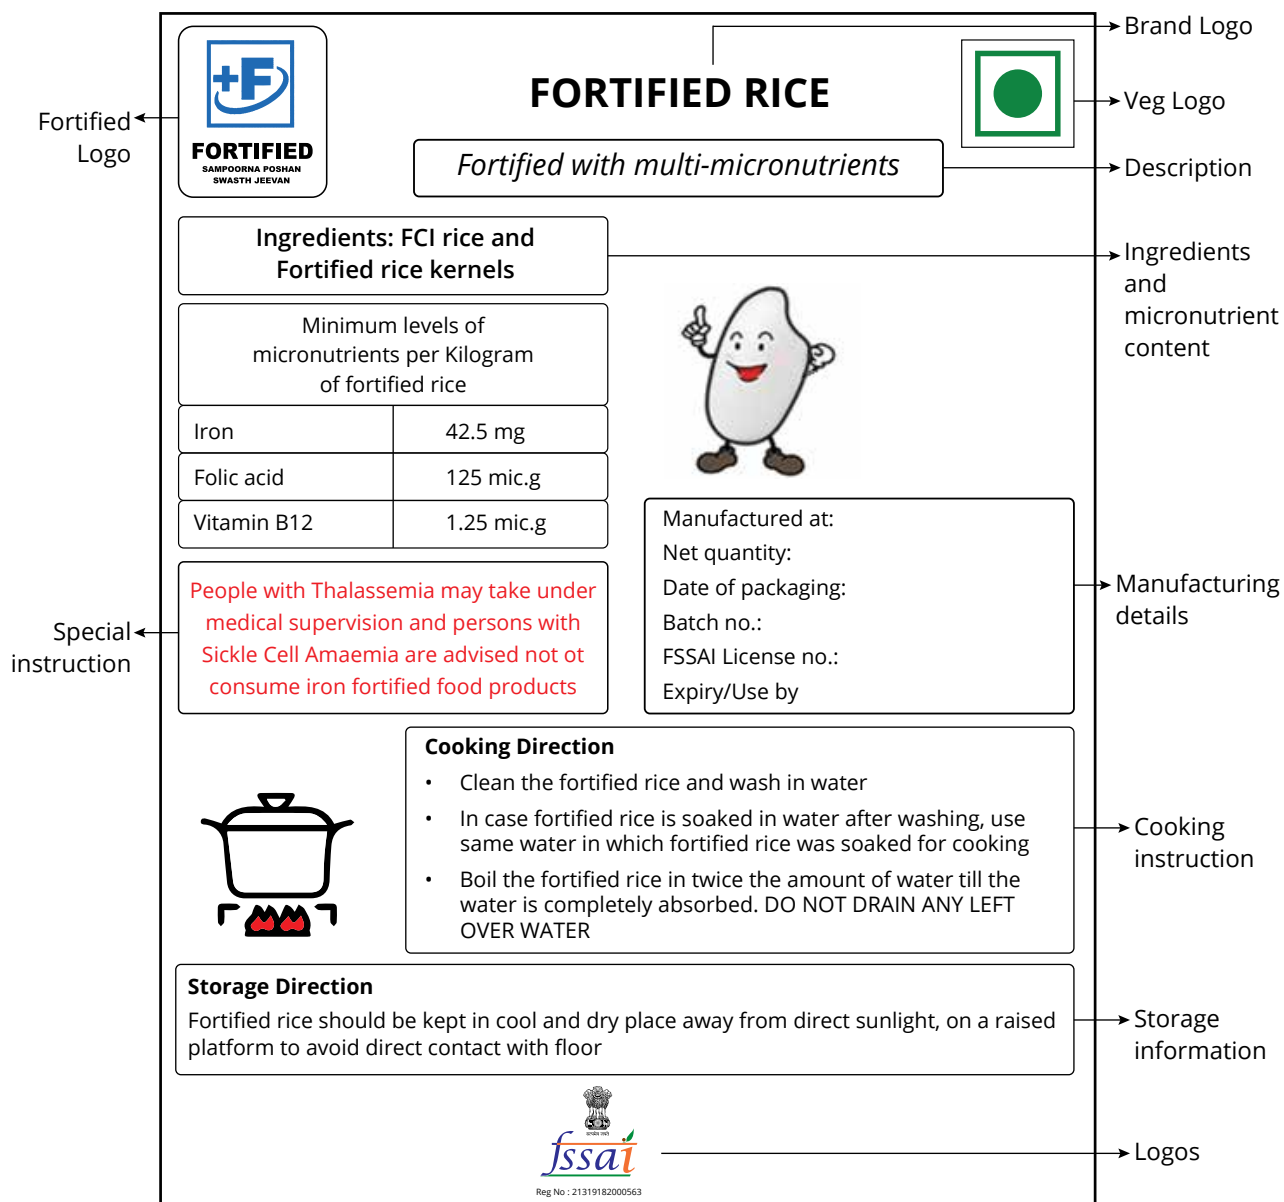 Brand Logo
FORTIFIED RICE
Veg Logo
Fortified
Logo
+F
FORTIFIED
SAMPOORNA POSHAN
SWASTH JEEVAN
Fortified with multi-micronutrients
Description
Ingredients: FCI rice and
Fortified rice kernels
Ingredients
and
micronutrient
content
Minimum levels of
micronutrients per Kilogram
of fortified rice
Iron 42.5 mg
Folic acid 125 mic.g
Vitamin B12 1.25 mic.g
Manufactured at:
Net quantity:
Date of packaging:
Batch no.:
FSSAI License no.:
Expiry/Use by
Manufacturing
details
Special
instruction
People with Thalassemia may take under
medical supervision and persons with
Sickle Cell Amaemia are advised not ot
consume iron fortified food products
Cooking Direction
• Clean the fortified rice and wash in water
• In case fortified rice is soaked in water after washing, use
same water in which fortified rice was soaked for cooking
• Boil the fortified rice in twice the amount of water till the
water is completely absorbed. DO NOT DRAIN ANY LEFT
OVER WATER
Cooking
instruction
Storage Direction
Fortified rice should be kept in cool and dry place away from direct sunlight, on a raised
platform to avoid direct contact with floor
Storage
information
सत्यमेव जयते
fssai
Reg No : 21319182000563
Logos